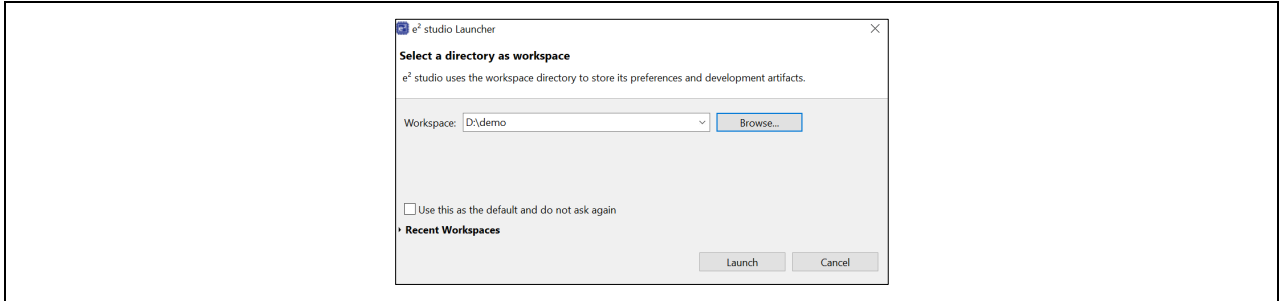 e² studio Launcher
Select a directory as workspace
e² studio uses the workspace directory to store its preferences and development artifacts.
Workspace: D:\demo Browse...
Use this as the default and do not ask again
Recent Workspaces
Launch Cancel